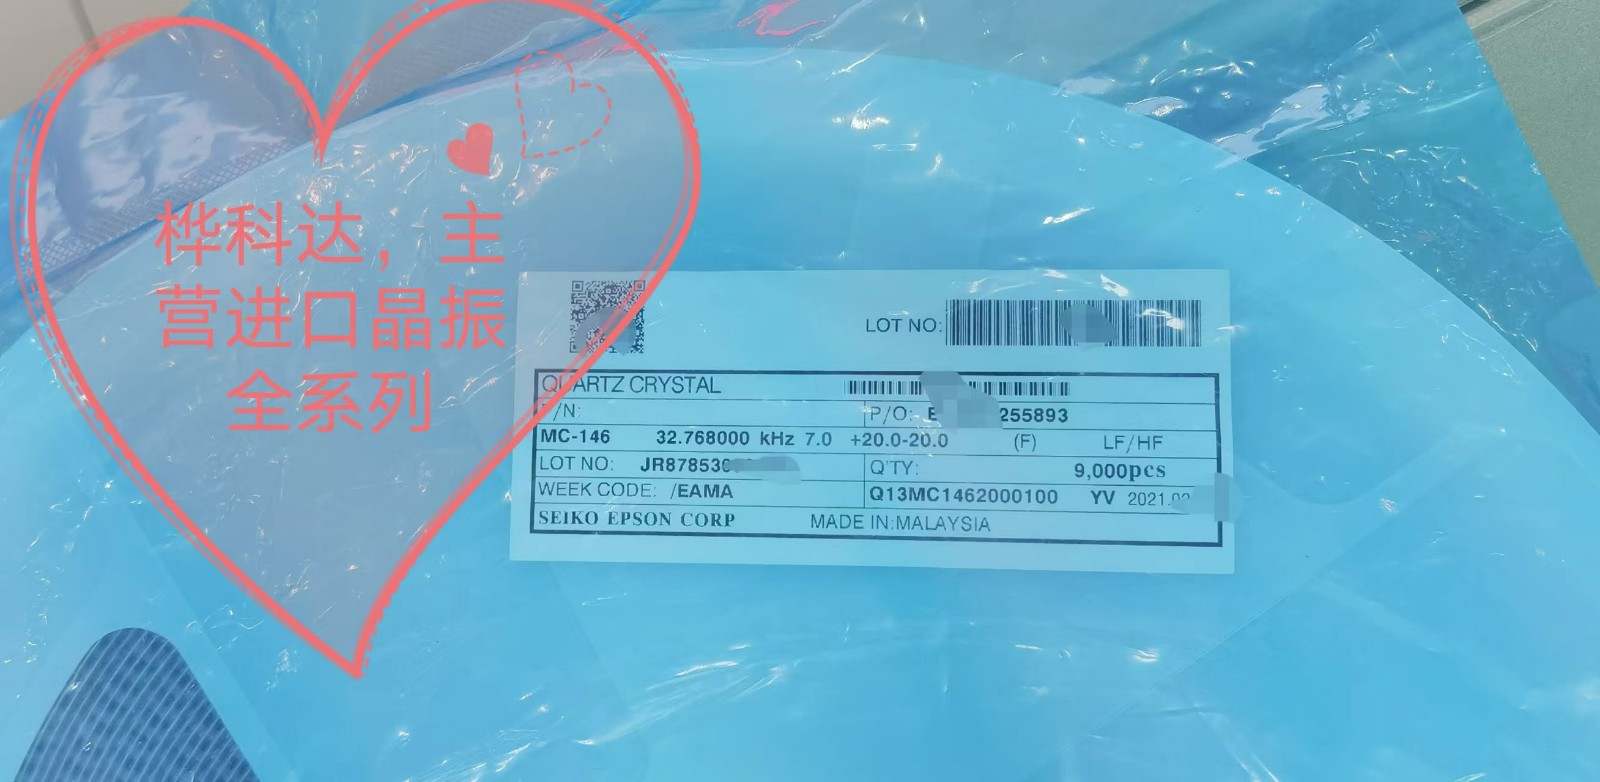 桦科达，主
营进口晶振
全系列
LOT NO:
QUARTZ CRYSTAL
P/O: 255893
MC-146 32.768000 kHz 7.0 +20.0-20.0 (F) LF/HF
LOT NO: JR878536
Q'TY: 9,000pcs
WEEK CODE: /EAMA
Q13MC1462000100 YV 2021.02
SEIKO EPSON CORP MADE IN:MALAYSIA